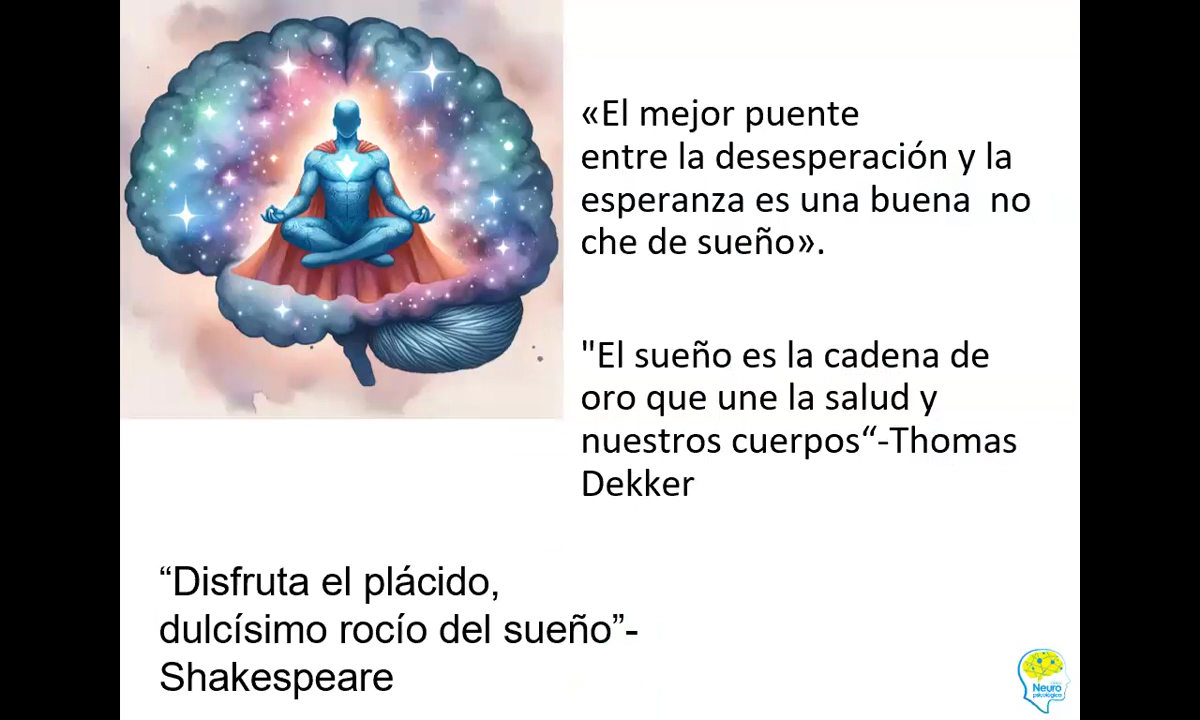 «El mejor puente
entre la desesperación y la
esperanza es una buena  no
che de sueño».
"El sueño es la cadena de
oro que une la salud y
nuestros cuerpos“-Thomas
Dekker
“Disfruta el plácido,
dulcísimo rocío del sueño”-
Shakespeare
Neuro
psicológica